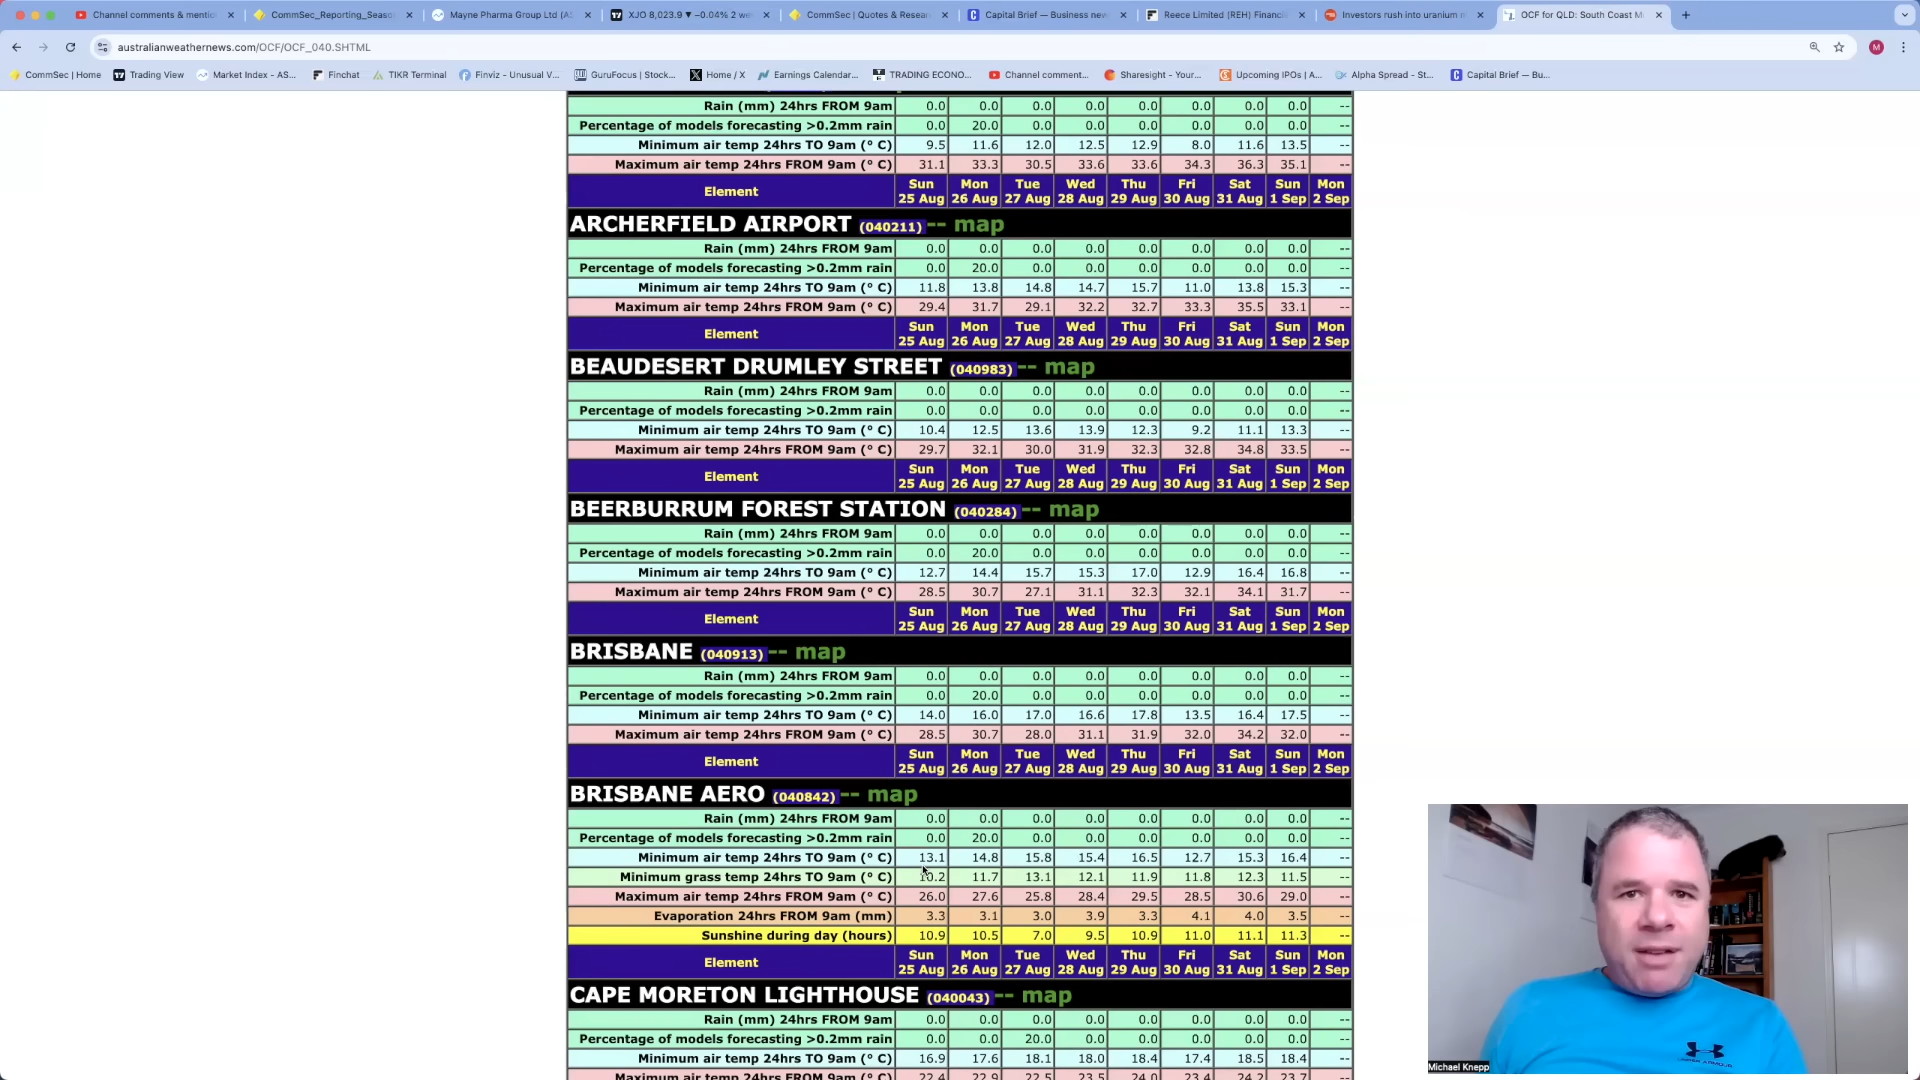 Channel comments & mentio
CommSec_Reporting_Seaso
Mayne Pharma Group Ltd (A
XJO 8,023.9 ▼ −0.04% 2 we
CommSec | Quotes & Resea
Capital Brief — Business new
Reece Limited (REH) Financi
Investors rush into uranium m
OCF for QLD: South Coast M
australianweathernews.com/OCF/OCF_040.SHTML
M
CommSec | Home
Trading View
Market Index - AS...
Finchat
TIKR Terminal
Finviz - Unusual V...
GuruFocus | Stock...
Home / X
Earnings Calendar...
TRADING ECONO...
Channel comment...
Sharesight - Your...
Upcoming IPOs | A...
Alpha Spread - St...
Capital Brief — Bu...
Rain (mm) 24hrs FROM 9am 0.0 0.0 0.0 0.0 0.0 0.0 0.0 0.0 --
Percentage of models forecasting >0.2mm rain 0.0 20.0 0.0 0.0 0.0 0.0 0.0 0.0 --
Minimum air temp 24hrs TO 9am (° C) 9.5 11.6 12.0 12.5 12.9 8.0 11.6 13.5 --
Maximum air temp 24hrs FROM 9am (° C) 31.1 33.3 30.5 33.6 33.6 34.3 36.3 35.1 --
Element Sun 25 Aug Mon 26 Aug Tue 27 Aug Wed 28 Aug Thu 29 Aug Fri 30 Aug Sat 31 Aug Sun 1 Sep Mon 2 Sep
ARCHERFIELD AIRPORT (040211) -- map
Rain (mm) 24hrs FROM 9am 0.0 0.0 0.0 0.0 0.0 0.0 0.0 0.0 --
Percentage of models forecasting >0.2mm rain 0.0 20.0 0.0 0.0 0.0 0.0 0.0 0.0 --
Minimum air temp 24hrs TO 9am (° C) 11.8 13.8 14.8 14.7 15.7 11.0 13.8 15.3 --
Maximum air temp 24hrs FROM 9am (° C) 29.4 31.7 29.1 32.2 32.7 33.3 35.5 33.1 --
Element Sun 25 Aug Mon 26 Aug Tue 27 Aug Wed 28 Aug Thu 29 Aug Fri 30 Aug Sat 31 Aug Sun 1 Sep Mon 2 Sep
BEAUDESERT DRUMLEY STREET (040983) -- map
Rain (mm) 24hrs FROM 9am 0.0 0.0 0.0 0.0 0.0 0.0 0.0 0.0 --
Percentage of models forecasting >0.2mm rain 0.0 0.0 0.0 0.0 0.0 0.0 0.0 0.0 --
Minimum air temp 24hrs TO 9am (° C) 10.4 12.5 13.6 13.9 12.3 9.2 11.1 13.3 --
Maximum air temp 24hrs FROM 9am (° C) 29.7 32.1 30.0 31.9 32.3 32.8 34.8 33.5 --
Element Sun 25 Aug Mon 26 Aug Tue 27 Aug Wed 28 Aug Thu 29 Aug Fri 30 Aug Sat 31 Aug Sun 1 Sep Mon 2 Sep
BEERBURRUM FOREST STATION (040284) -- map
Rain (mm) 24hrs FROM 9am 0.0 0.0 0.0 0.0 0.0 0.0 0.0 0.0 --
Percentage of models forecasting >0.2mm rain 0.0 20.0 0.0 0.0 0.0 0.0 0.0 0.0 --
Minimum air temp 24hrs TO 9am (° C) 12.7 14.4 15.7 15.3 17.0 12.9 16.4 16.8 --
Maximum air temp 24hrs FROM 9am (° C) 28.5 30.7 27.1 31.1 32.3 32.1 34.1 31.7 --
Element Sun 25 Aug Mon 26 Aug Tue 27 Aug Wed 28 Aug Thu 29 Aug Fri 30 Aug Sat 31 Aug Sun 1 Sep Mon 2 Sep
BRISBANE (040913) -- map
Rain (mm) 24hrs FROM 9am 0.0 0.0 0.0 0.0 0.0 0.0 0.0 0.0 --
Percentage of models forecasting >0.2mm rain 0.0 20.0 0.0 0.0 0.0 0.0 0.0 0.0 --
Minimum air temp 24hrs TO 9am (° C) 14.0 16.0 17.0 16.6 17.8 13.5 16.4 17.5 --
Maximum air temp 24hrs FROM 9am (° C) 28.5 30.7 28.0 31.1 31.9 32.0 34.2 32.0 --
Element Sun 25 Aug Mon 26 Aug Tue 27 Aug Wed 28 Aug Thu 29 Aug Fri 30 Aug Sat 31 Aug Sun 1 Sep Mon 2 Sep
BRISBANE AERO (040842) -- map
Rain (mm) 24hrs FROM 9am 0.0 0.0 0.0 0.0 0.0 0.0 0.0 0.0 --
Percentage of models forecasting >0.2mm rain 0.0 20.0 0.0 0.0 0.0 0.0 0.0 0.0 --
Minimum air temp 24hrs TO 9am (° C) 13.1 14.8 15.8 15.4 16.5 12.7 15.3 16.4 --
Minimum grass temp 24hrs TO 9am (° C) 10.2 11.7 13.1 12.1 11.9 11.8 12.3 11.5 --
Maximum air temp 24hrs FROM 9am (° C) 26.0 27.6 25.8 28.4 29.5 28.5 30.6 29.0 --
Evaporation 24hrs FROM 9am (mm) 3.3 3.1 3.0 3.9 3.3 4.1 4.0 3.5 --
Sunshine during day (hours) 10.9 10.5 7.0 9.5 10.9 11.0 11.1 11.3 --
Element Sun 25 Aug Mon 26 Aug Tue 27 Aug Wed 28 Aug Thu 29 Aug Fri 30 Aug Sat 31 Aug Sun 1 Sep Mon 2 Sep
CAPE MORETON LIGHTHOUSE (040043) -- map
Rain (mm) 24hrs FROM 9am 0.0 0.0 0.0 0.0 0.0 0.0 0.0 0.0 --
Percentage of models forecasting >0.2mm rain 0.0 0.0 20.0 0.0 0.0 0.0 0.0 0.0 --
Minimum air temp 24hrs TO 9am (° C) 16.9 17.6 18.1 18.0 18.4 17.4 18.5 18.4 --
Maximum air temp 24hrs FROM 9am (° C) 22.4 22.9 22.5 23.5 24.0 23.4 24.2 23.7 --
Michael Knepp